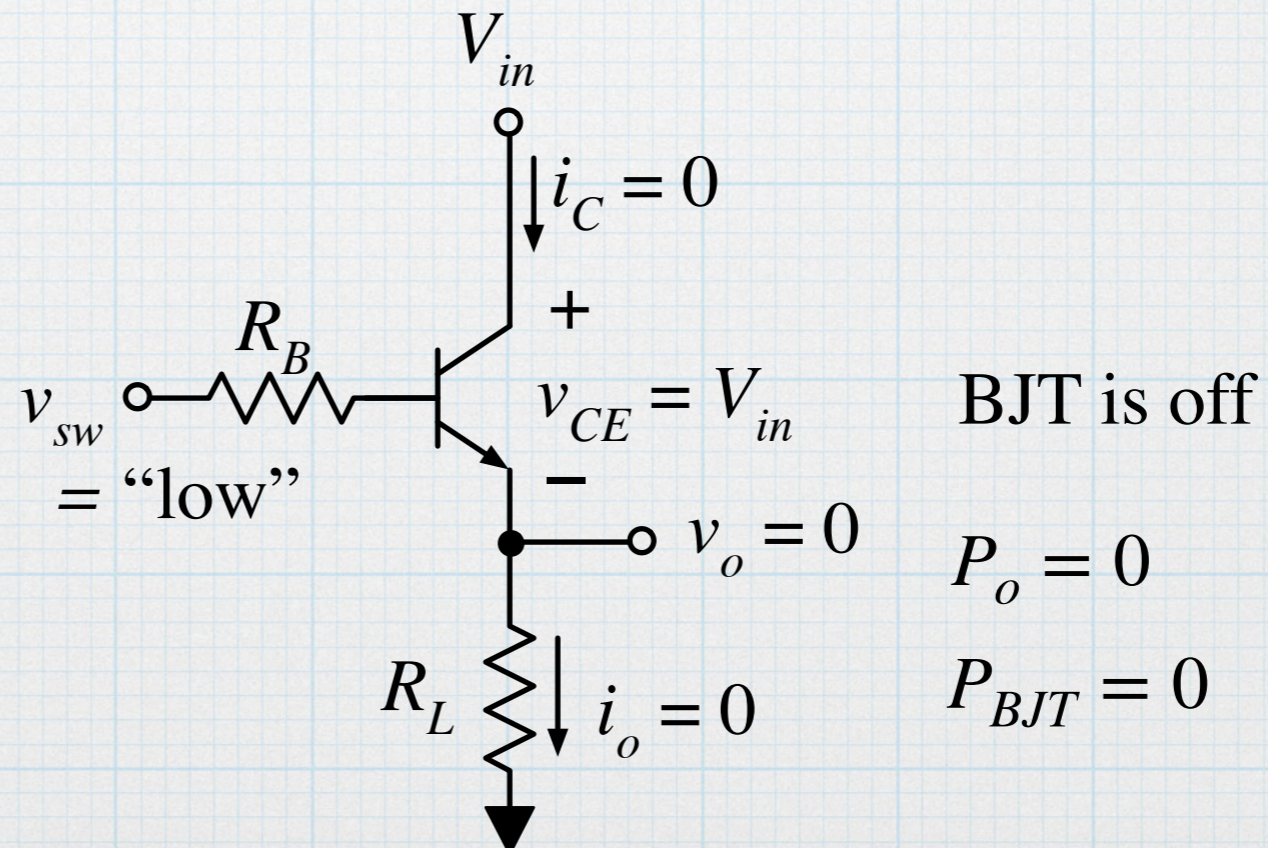 V_in
i_C = 0
+
R_B
v_sw
= “low”
v_CE = V_in
BJT is off
–
v_o = 0
P_o = 0
R_L
i_o = 0
P_BJT = 0